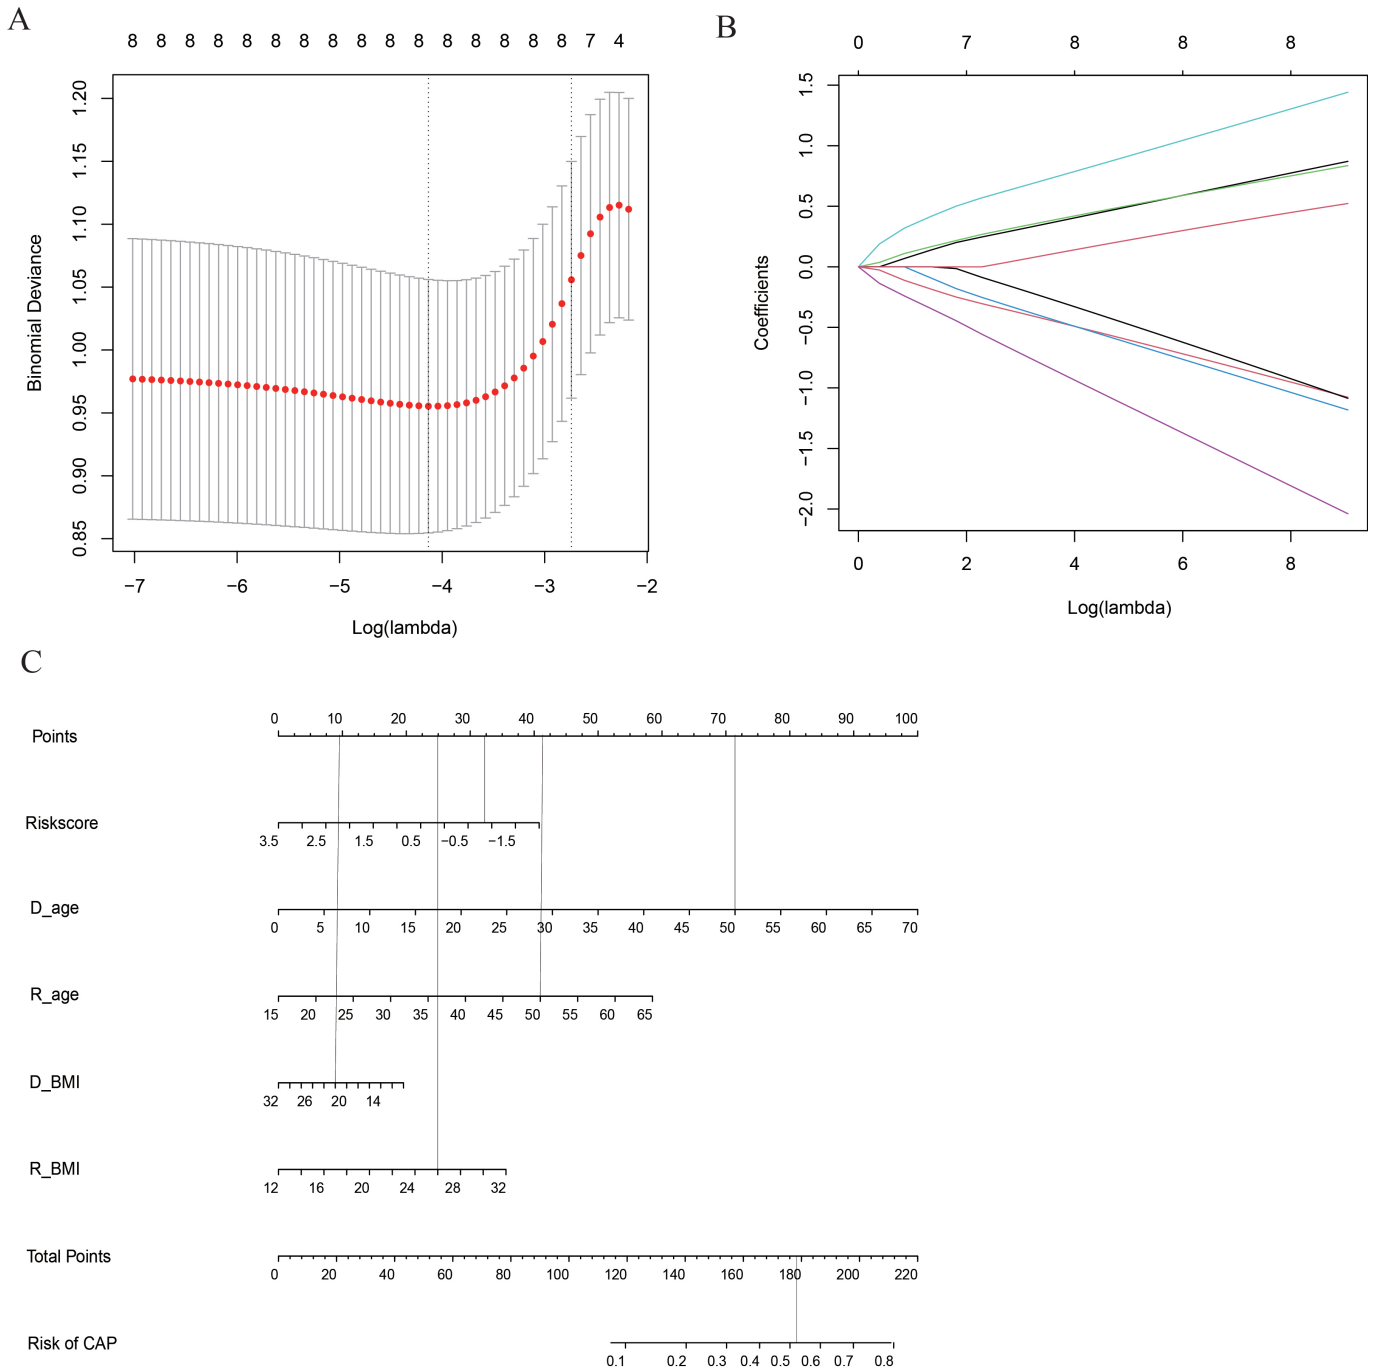 A
8 8 8 8 8 8 8 8 8 8 8 8 8 8 8 8 7 4
1.20
1.15
1.10
1.05
1.00
0.95
0.90
0.85
Binomial Deviance
−7 −6 −5 −4 −3 −2
Log(lambda)
B
0 7 8 8 8
1.5
1.0
0.5
0.0
−0.5
−1.0
−1.5
−2.0
Coefficients
0 2 4 6 8
Log(lambda)
C
0 10 20 30 40 50 60 70 80 90 100
Points
Riskscore
3.5 2.5 1.5 0.5 −0.5 −1.5
D_age
0 5 10 15 20 25 30 35 40 45 50 55 60 65 70
R_age
15 20 25 30 35 40 45 50 55 60 65
D_BMI
32 26 20 14
R_BMI
12 16 20 24 28 32
Total Points
0 20 40 60 80 100 120 140 160 180 200 220
Risk of CAP
0.1 0.2 0.3 0.4 0.5 0.6 0.7 0.8